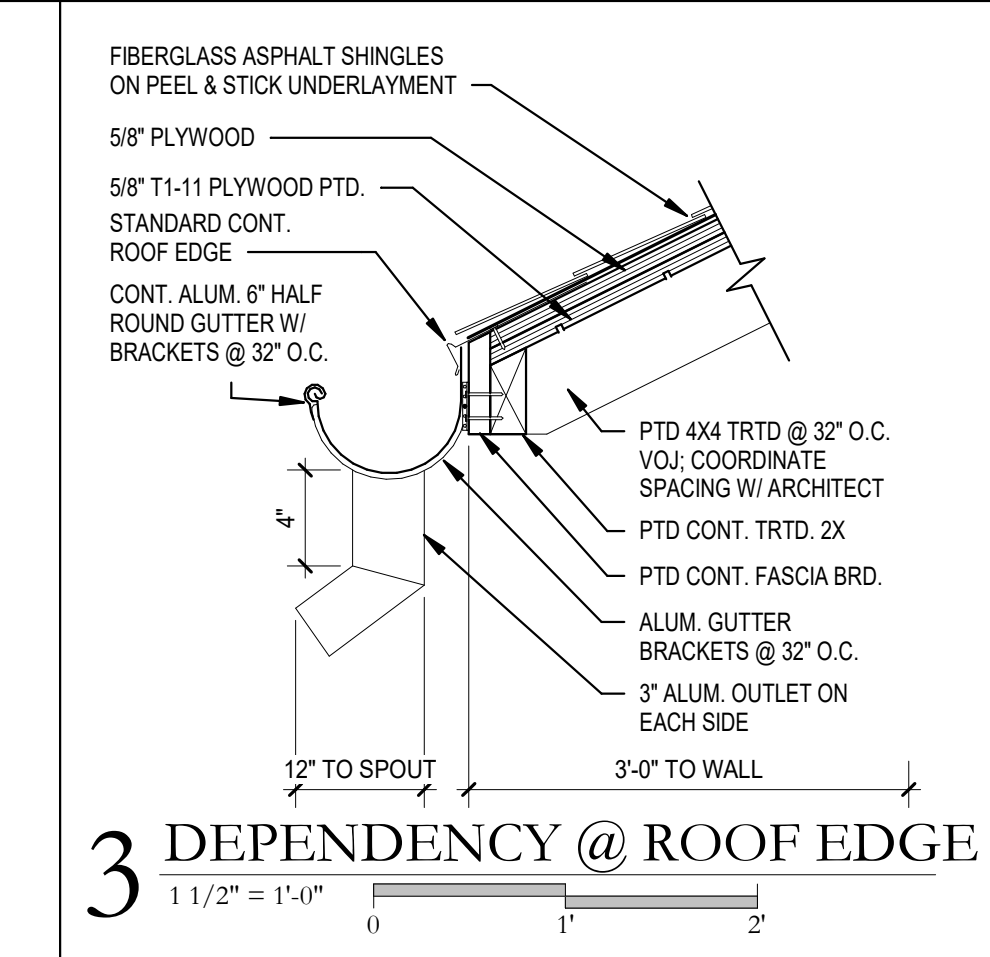 FIBERGLASS ASPHALT SHINGLES
ON PEEL & STICK UNDERLAYMENT
5/8" PLYWOOD
5/8" T1-11 PLYWOOD PTD.
STANDARD CONT.
ROOF EDGE
CONT. ALUM. 6" HALF
ROUND GUTTER W/
BRACKETS @ 32" O.C.
PTD 4X4 TRTD @ 32" O.C.
VOJ; COORDINATE
SPACING W/ ARCHITECT
PTD CONT. TRTD. 2X
PTD CONT. FASCIA BRD.
ALUM. GUTTER
BRACKETS @ 32" O.C.
3" ALUM. OUTLET ON
EACH SIDE
4"
12" TO SPOUT
3'-0" TO WALL
3 DEPENDENCY @ ROOF EDGE
1 1/2" = 1'-0"
0 1' 2'